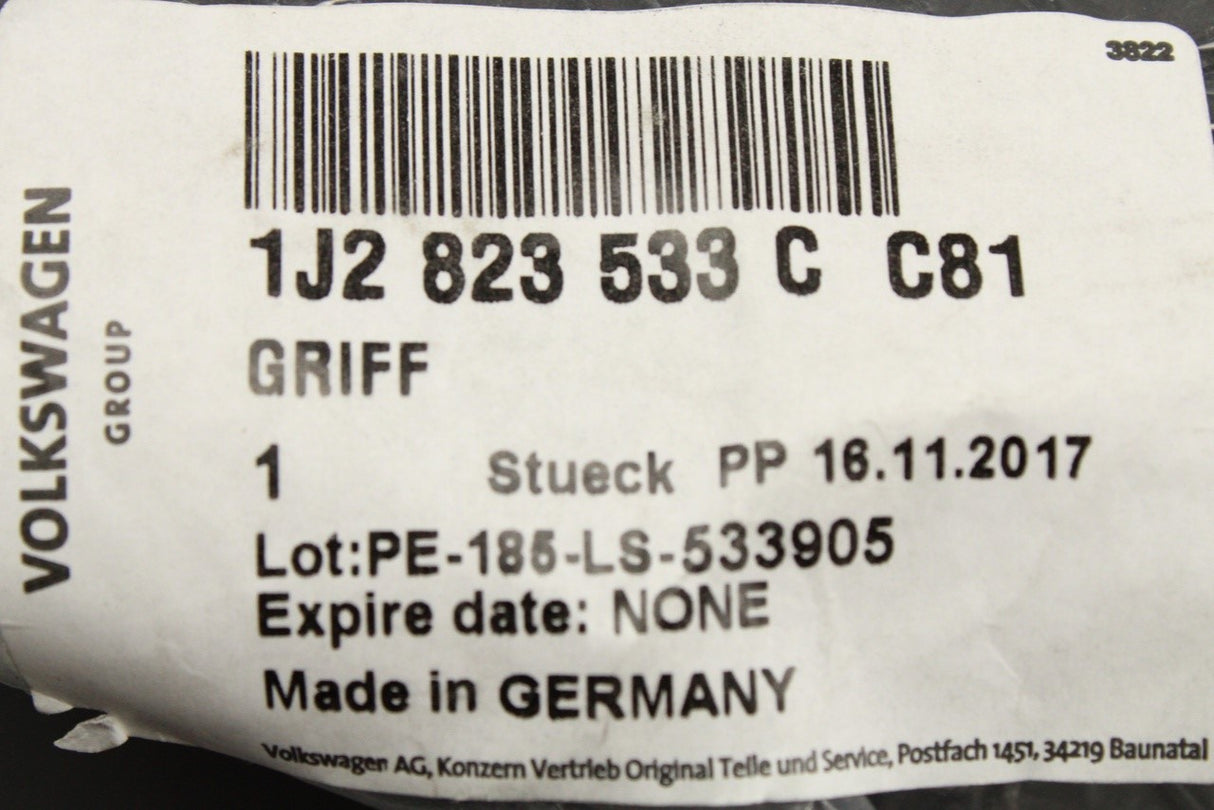 3822
VOLKSWAGEN
GROUP
1J2 823 533 C C81
GRIFF
1 Stueck PP 16.11.2017
Lot:PE-185-LS-533905
Expire date: NONE
Made in GERMANY
Volkswagen AG, Konzern Vertrieb Original Teile und Service, Postfach 1451, 34219 Baunatal